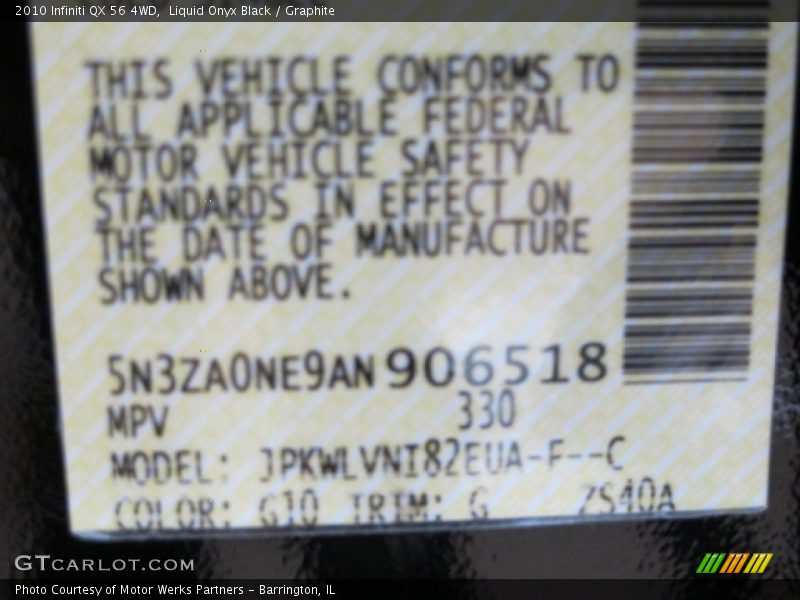 2010 Infiniti QX 56 4WD,  Liquid Onyx Black / Graphite
THIS VEHICLE CONFORMS TO
ALL APPLICABLE FEDERAL
MOTOR VEHICLE SAFETY
STANDARDS IN EFFECT ON
THE DATE OF MANUFACTURE
SHOWN ABOVE.
5N3ZA0NE9AN906518
MPV 330
MODEL: JPKWLVNI82EUA-F--C
COLOR: G10 TRIM: G ZS40A
GTCARLOT.COM
Photo Courtesy of Motor Werks Partners - Barrington, IL